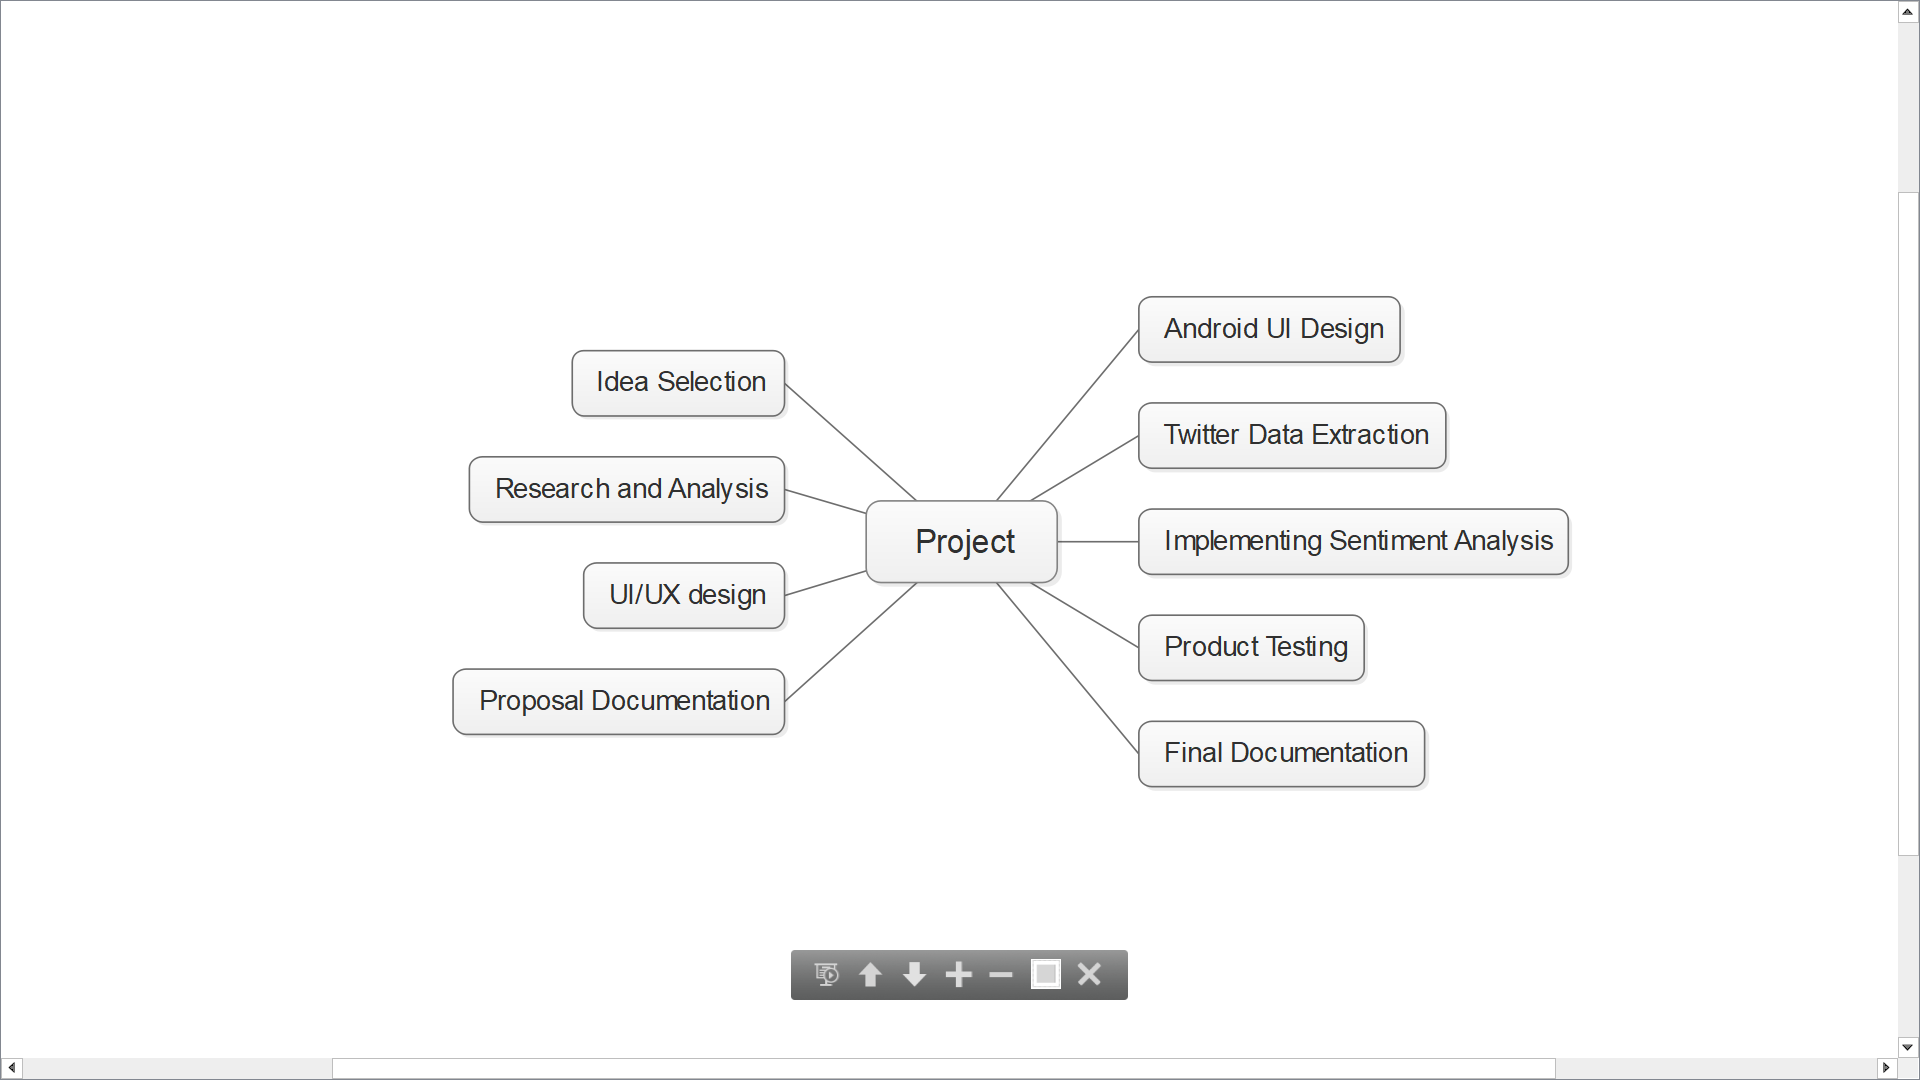 Idea Selection
Research and Analysis
UI/UX design
Proposal Documentation
Project
Android UI Design
Twitter Data Extraction
Implementing Sentiment Analysis
Product Testing
Final Documentation